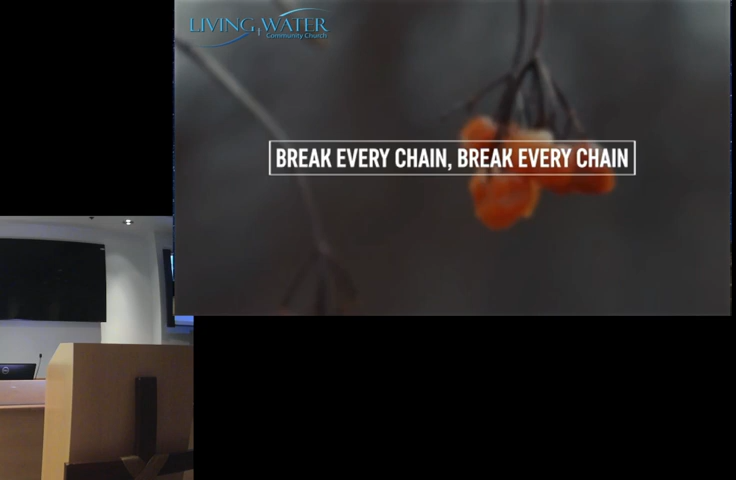 LIVING WATER
Community Church
BREAK EVERY CHAIN, BREAK EVERY CHAIN